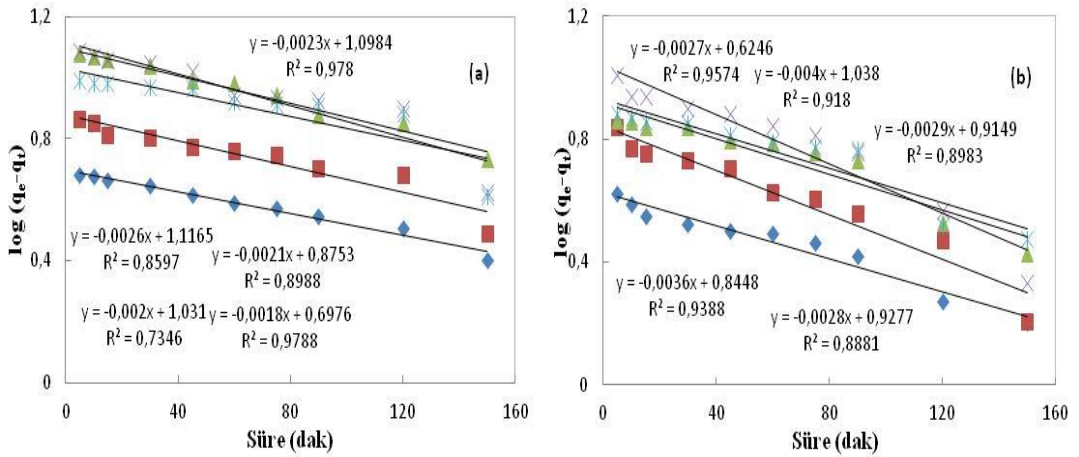 1,2
y = -0,0023x + 1,0984
R² = 0,978
(a)
0,8
log (qₑ-qₜ)
y = -0,0026x + 1,1165
R² = 0,8597
y = -0,0021x + 0,8753
R² = 0,8988
0,4
y = -0,002x + 1,031
R² = 0,7346
y = -0,0018x + 0,6976
R² = 0,9788
0
0 40 80 120 160
Süre (dak)
1,2
y = -0,0027x + 0,6246
R² = 0,9574
y = -0,004x + 1,038
R² = 0,918
(b)
y = -0,0029x + 0,9149
R² = 0,8983
0,8
log (qₑ-qₜ)
0,4
y = -0,0036x + 0,8448
R² = 0,9388
y = -0,0028x + 0,9277
R² = 0,8881
0
0 40 80 120 160
Süre (dak)